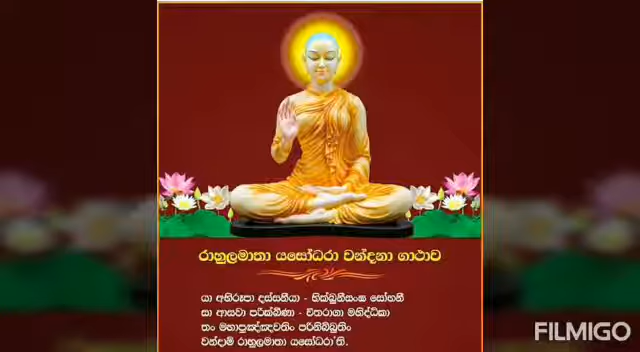 රාහුලමාතා යසෝධරා වන්දනා ගාථාව
යා අභිරූපා දස්සනීයා - භික්ඛුනීසංඝ සෝභනී
සා ආසවා පරික්ඛීණා - වීතරාගා මහිද්ධිකා
තං මහාපුඤ්ඤවතිං පරිනිබ්බුතිං
වන්දාමි රාහුලමාතා යසෝධරා'ති.
FILMIGO